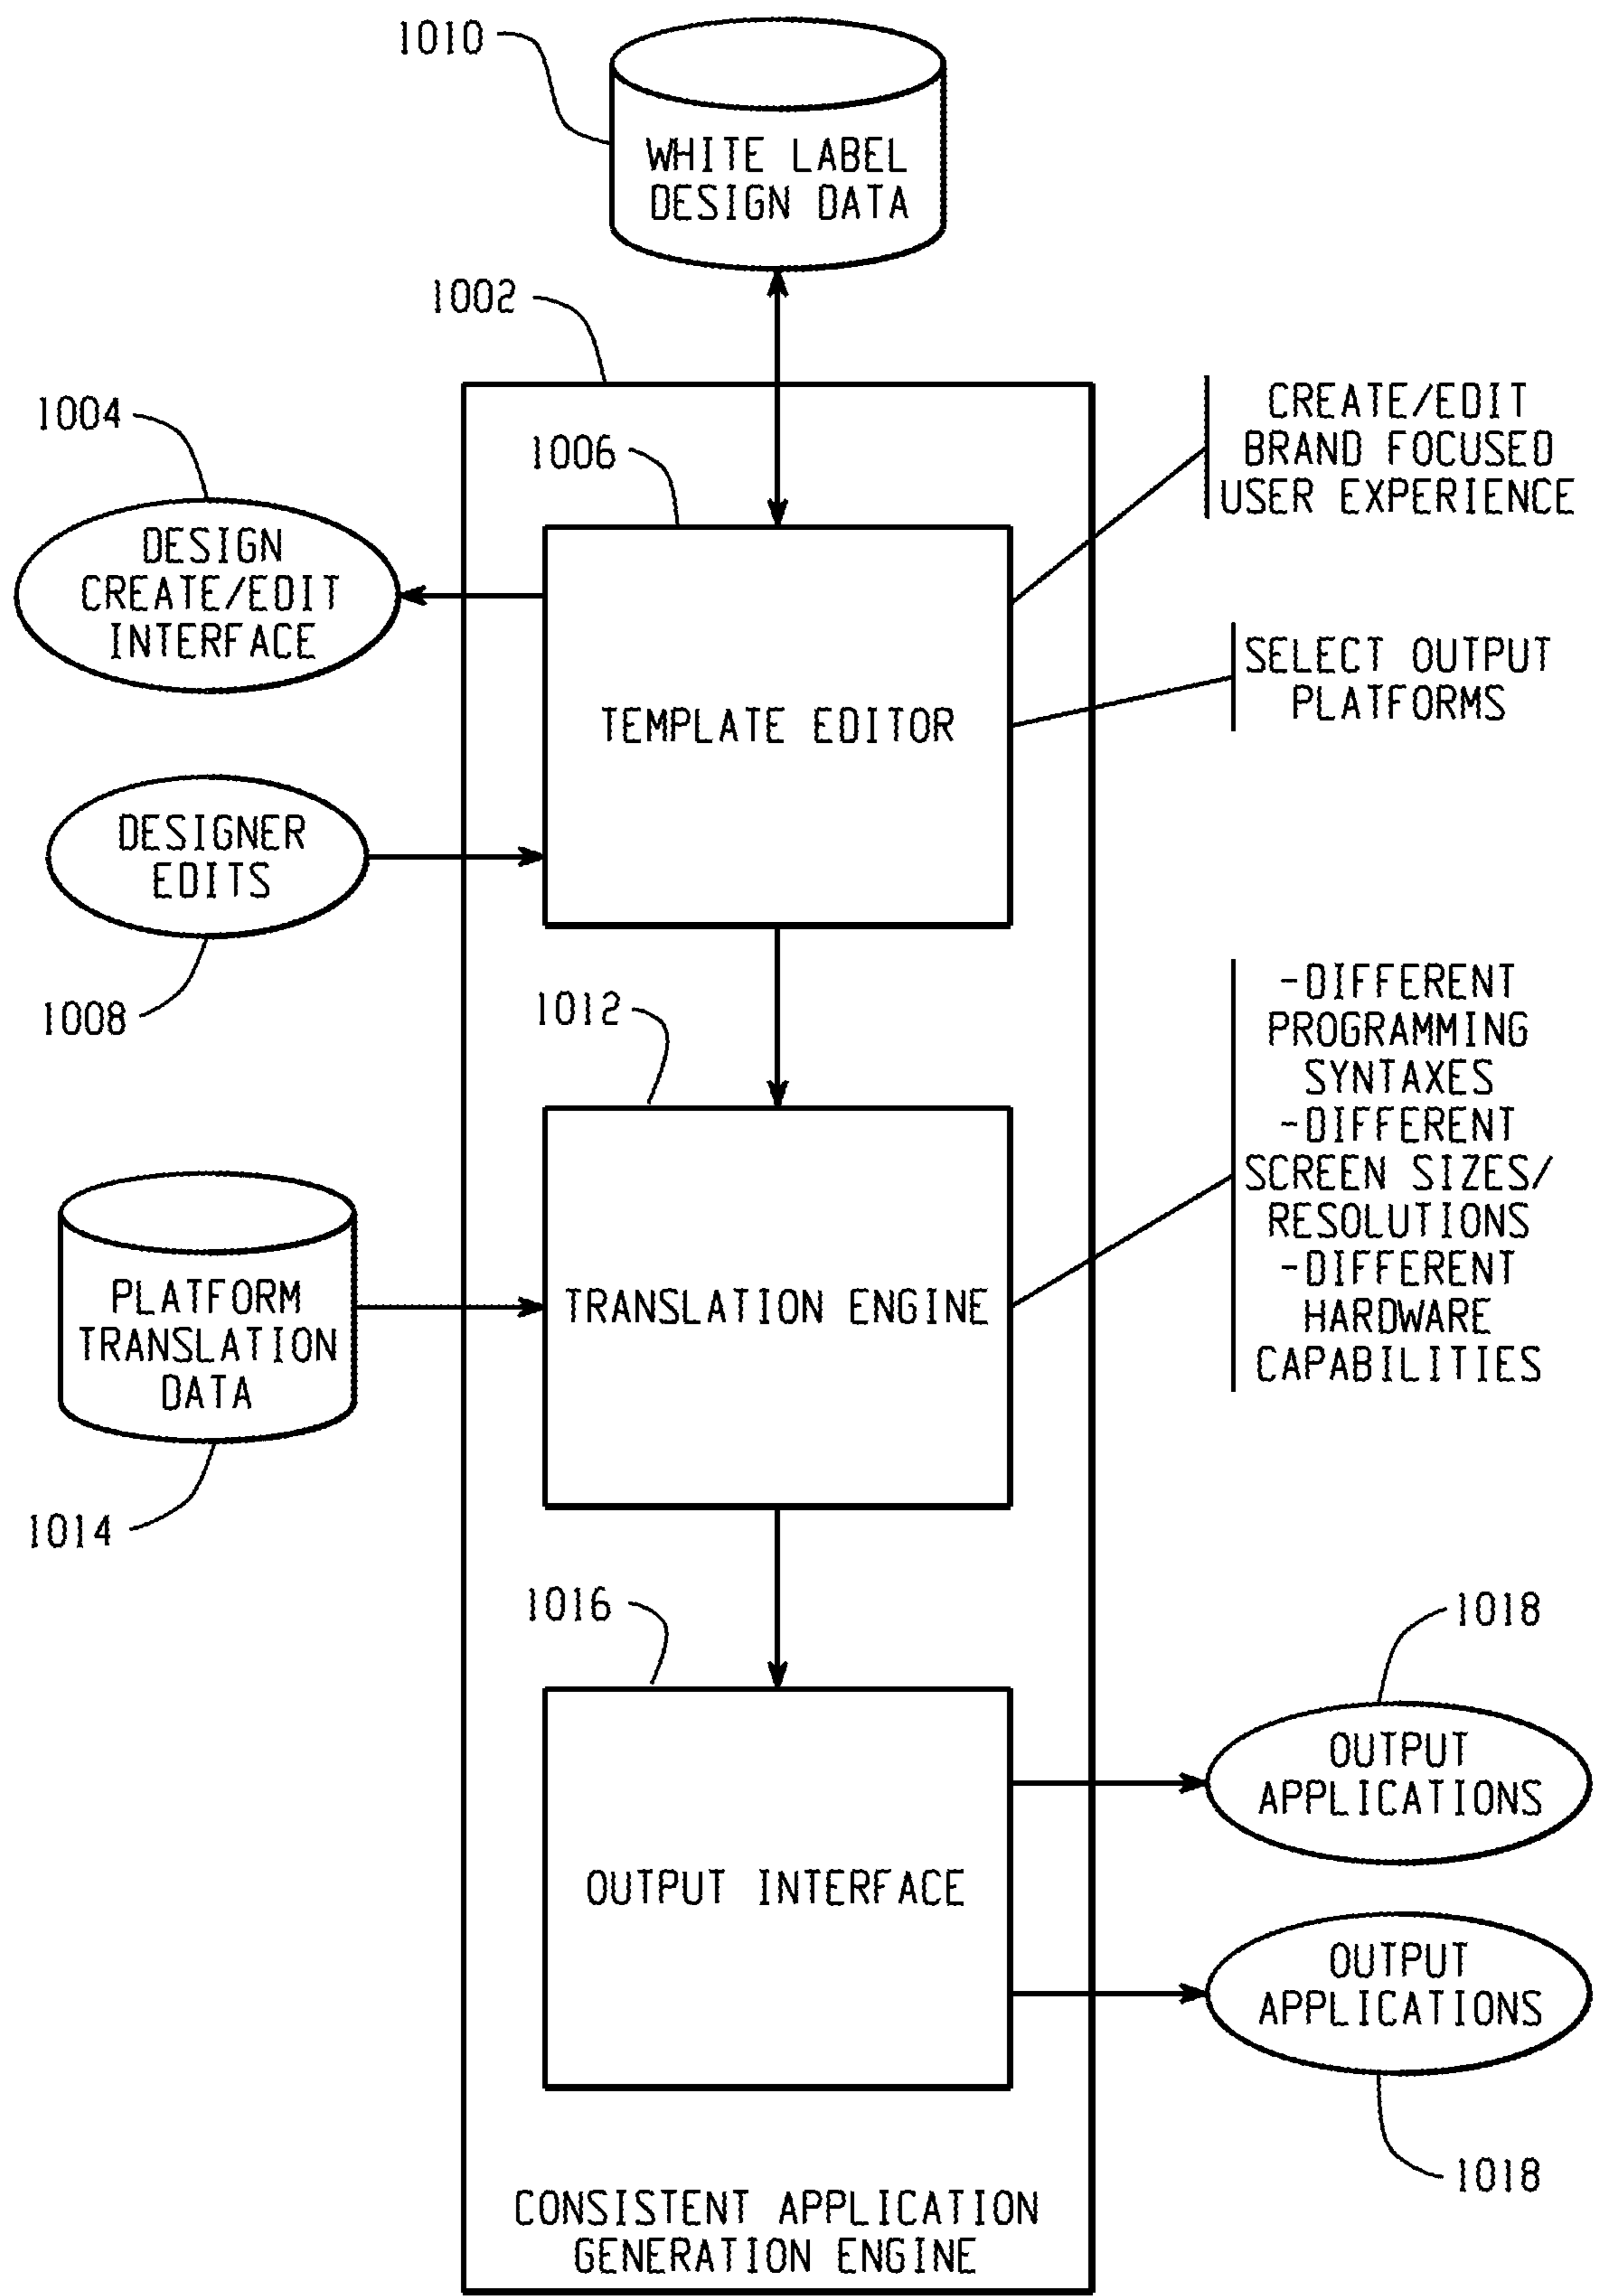 1010
WHITE LABEL
DESIGN DATA
1002
1004
1006
CREATE/EDIT
BRAND FOCUSED
USER EXPERIENCE
DESIGN
CREATE/EDIT
INTERFACE
SELECT OUTPUT
PLATFORMS
TEMPLATE EDITOR
DESIGNER
EDITS
1008
1012
-DIFFERENT
PROGRAMMING
SYNTAXES
-DIFFERENT
SCREEN SIZES/
RESOLUTIONS
-DIFFERENT
HARDWARE
CAPABILITIES
PLATFORM
TRANSLATION
DATA
TRANSLATION ENGINE
1014
1016
1018
OUTPUT
APPLICATIONS
OUTPUT INTERFACE
OUTPUT
APPLICATIONS
1018
CONSISTENT APPLICATION
GENERATION ENGINE